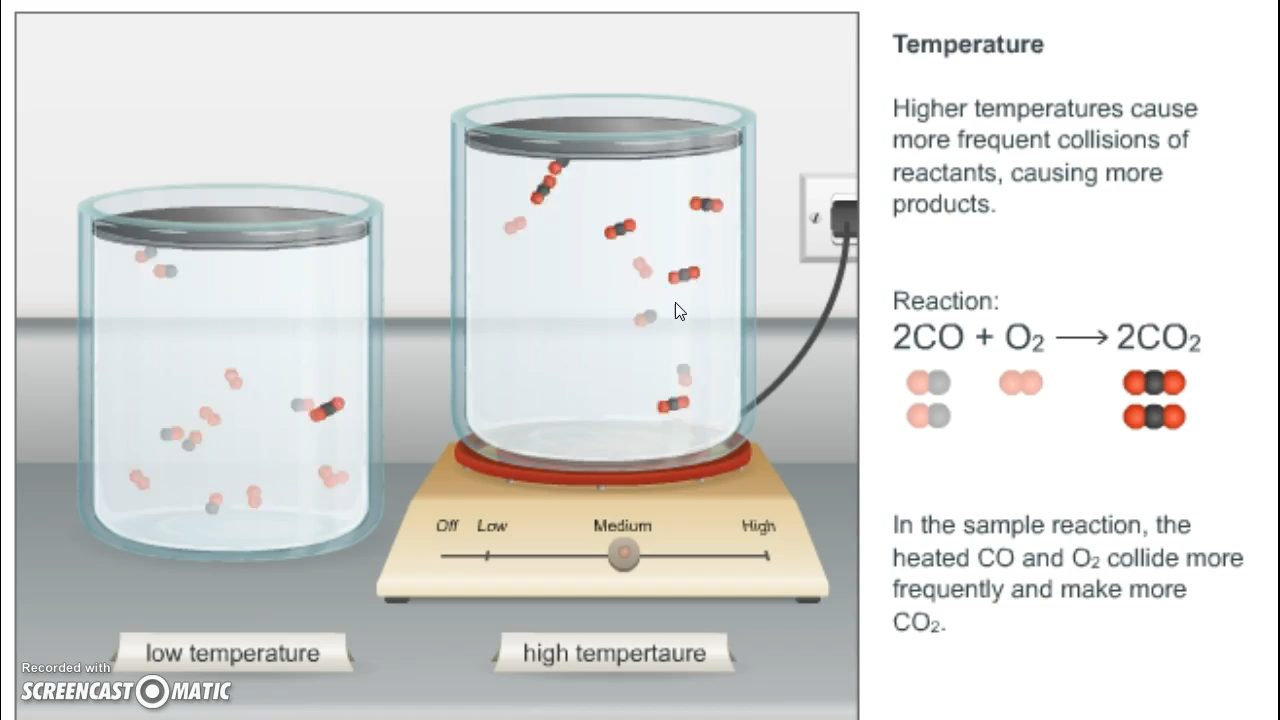 Temperature
Higher temperatures cause
more frequent collisions of
reactants, causing more
products.
Reaction:
2CO + O₂ ⟶ 2CO₂
In the sample reaction, the
heated CO and O₂ collide more
frequently and make more
CO₂.
Off Low Medium High
low temperature
high tempertaure
Recorded with
SCREENCAST O MATIC